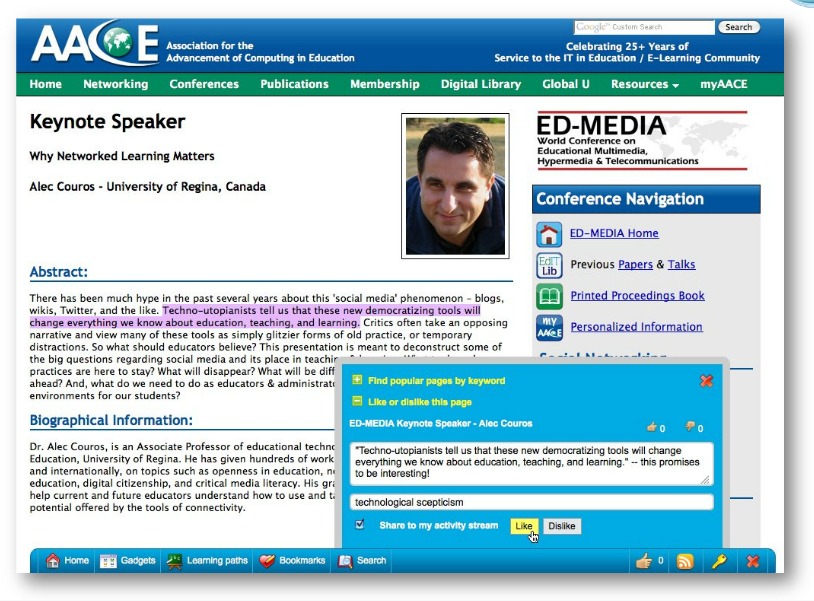 Google™ Custom Search
Search
AACE
Association for the
Advancement of Computing in Education
Celebrating 25+ Years of
Service to the IT in Education / E-Learning Community
Home Networking Conferences Publications Membership Digital Library Global U Resources myAACE
Keynote Speaker
Why Networked Learning Matters
Alec Couros - University of Regina, Canada
ED-MEDIA
World Conference on
Educational Multimedia,
Hypermedia & Telecommunications
Conference Navigation
ED-MEDIA Home
EdIT
Lib
Previous Papers & Talks
Printed Proceedings Book
my
AACE
Personalized Information
Social Networking
Abstract:
There has been much hype in the past several years about this 'social media' phenomenon – blogs,
wikis, Twitter, and the like. Techno-utopianists tell us that these new democratizing tools will
change everything we know about education, teaching, and learning. Critics often take an opposing
narrative and view many of these tools as simply glitzier forms of old practice, or temporary
distractions. So what should educators believe? This presentation is meant to deconstruct some of
the big questions regarding social media and its place in
practices are here to stay? What will disappear? What will be
ahead? And, what do we need to do as educators &
environments for our students?
Biographical Information:
Dr. Alec Couros, is an Associate Professor of educational
Education, University of Regina. He has given hundreds of
and internationally, on topics such as openness in education,
education, digital citizenship, and critical media literacy. His
help current and future educators understand how to use and
potential offered by the tools of connectivity.
Find popular pages by keyword
Like or dislike this page
ED-MEDIA Keynote Speaker - Alec Couros
0 0
"Techno-utopianists tell us that these new democratizing tools will change
everything we know about education, teaching, and learning." -- this promises
to be interesting!
technological scepticism
Share to my activity stream Like Dislike
Home Gadgets Learning paths Bookmarks Search 0